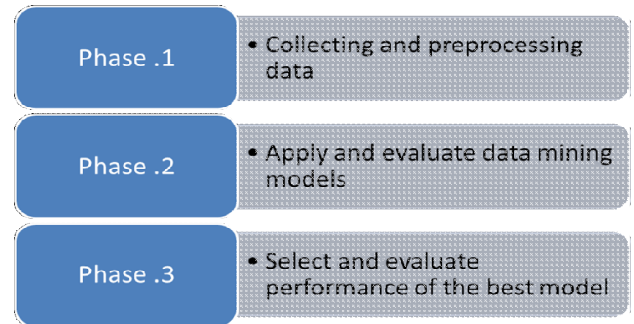 Phase .1
• Collecting and preprocessing
data
Phase .2
• Apply and evaluate data mining
models
Phase .3
• Select and evaluate
performance of the best model